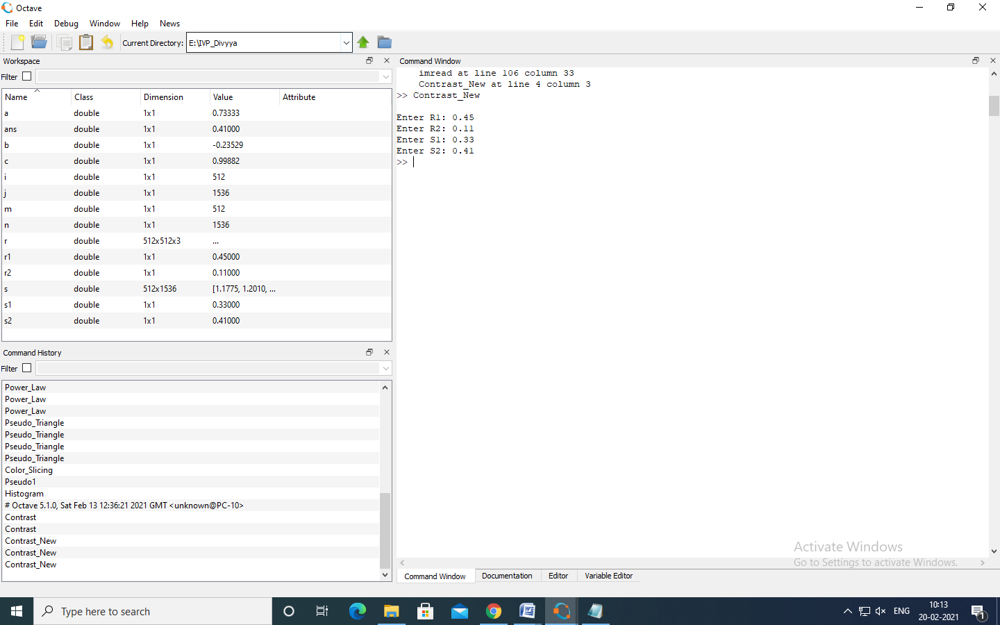 Octave
File Edit Debug Window Help News
Current Directory: E:\IVP_Divyya
Workspace
Filter
Name Class Dimension Value Attribute
a double 1x1 0.73333
ans double 1x1 0.41000
b double 1x1 -0.23529
c double 1x1 0.99882
i double 1x1 512
j double 1x1 1536
m double 1x1 512
n double 1x1 1536
r double 512x512x3 ...
r1 double 1x1 0.45000
r2 double 1x1 0.11000
s double 512x1536 [1.1775, 1.2010, ...
s1 double 1x1 0.33000
s2 double 1x1 0.41000
Command History
Filter
Power_Law
Power_Law
Power_Law
Pseudo_Triangle
Pseudo_Triangle
Pseudo_Triangle
Pseudo_Triangle
Color_Slicing
Pseudo1
Histogram
# Octave 5.1.0, Sat Feb 13 12:36:21 2021 GMT <unknown@PC-10>
Contrast
Contrast
Contrast_New
Contrast_New
Contrast_New
Command Window
imread at line 106 column 33
Contrast_New at line 4 column 3
>> Contrast_New
Enter R1: 0.45
Enter R2: 0.11
Enter S1: 0.33
Enter S2: 0.41
>>
Activate Windows
Go to Settings to activate Windows.
Command Window Documentation Editor Variable Editor
Type here to search
ENG
10:13
20-02-2021
1